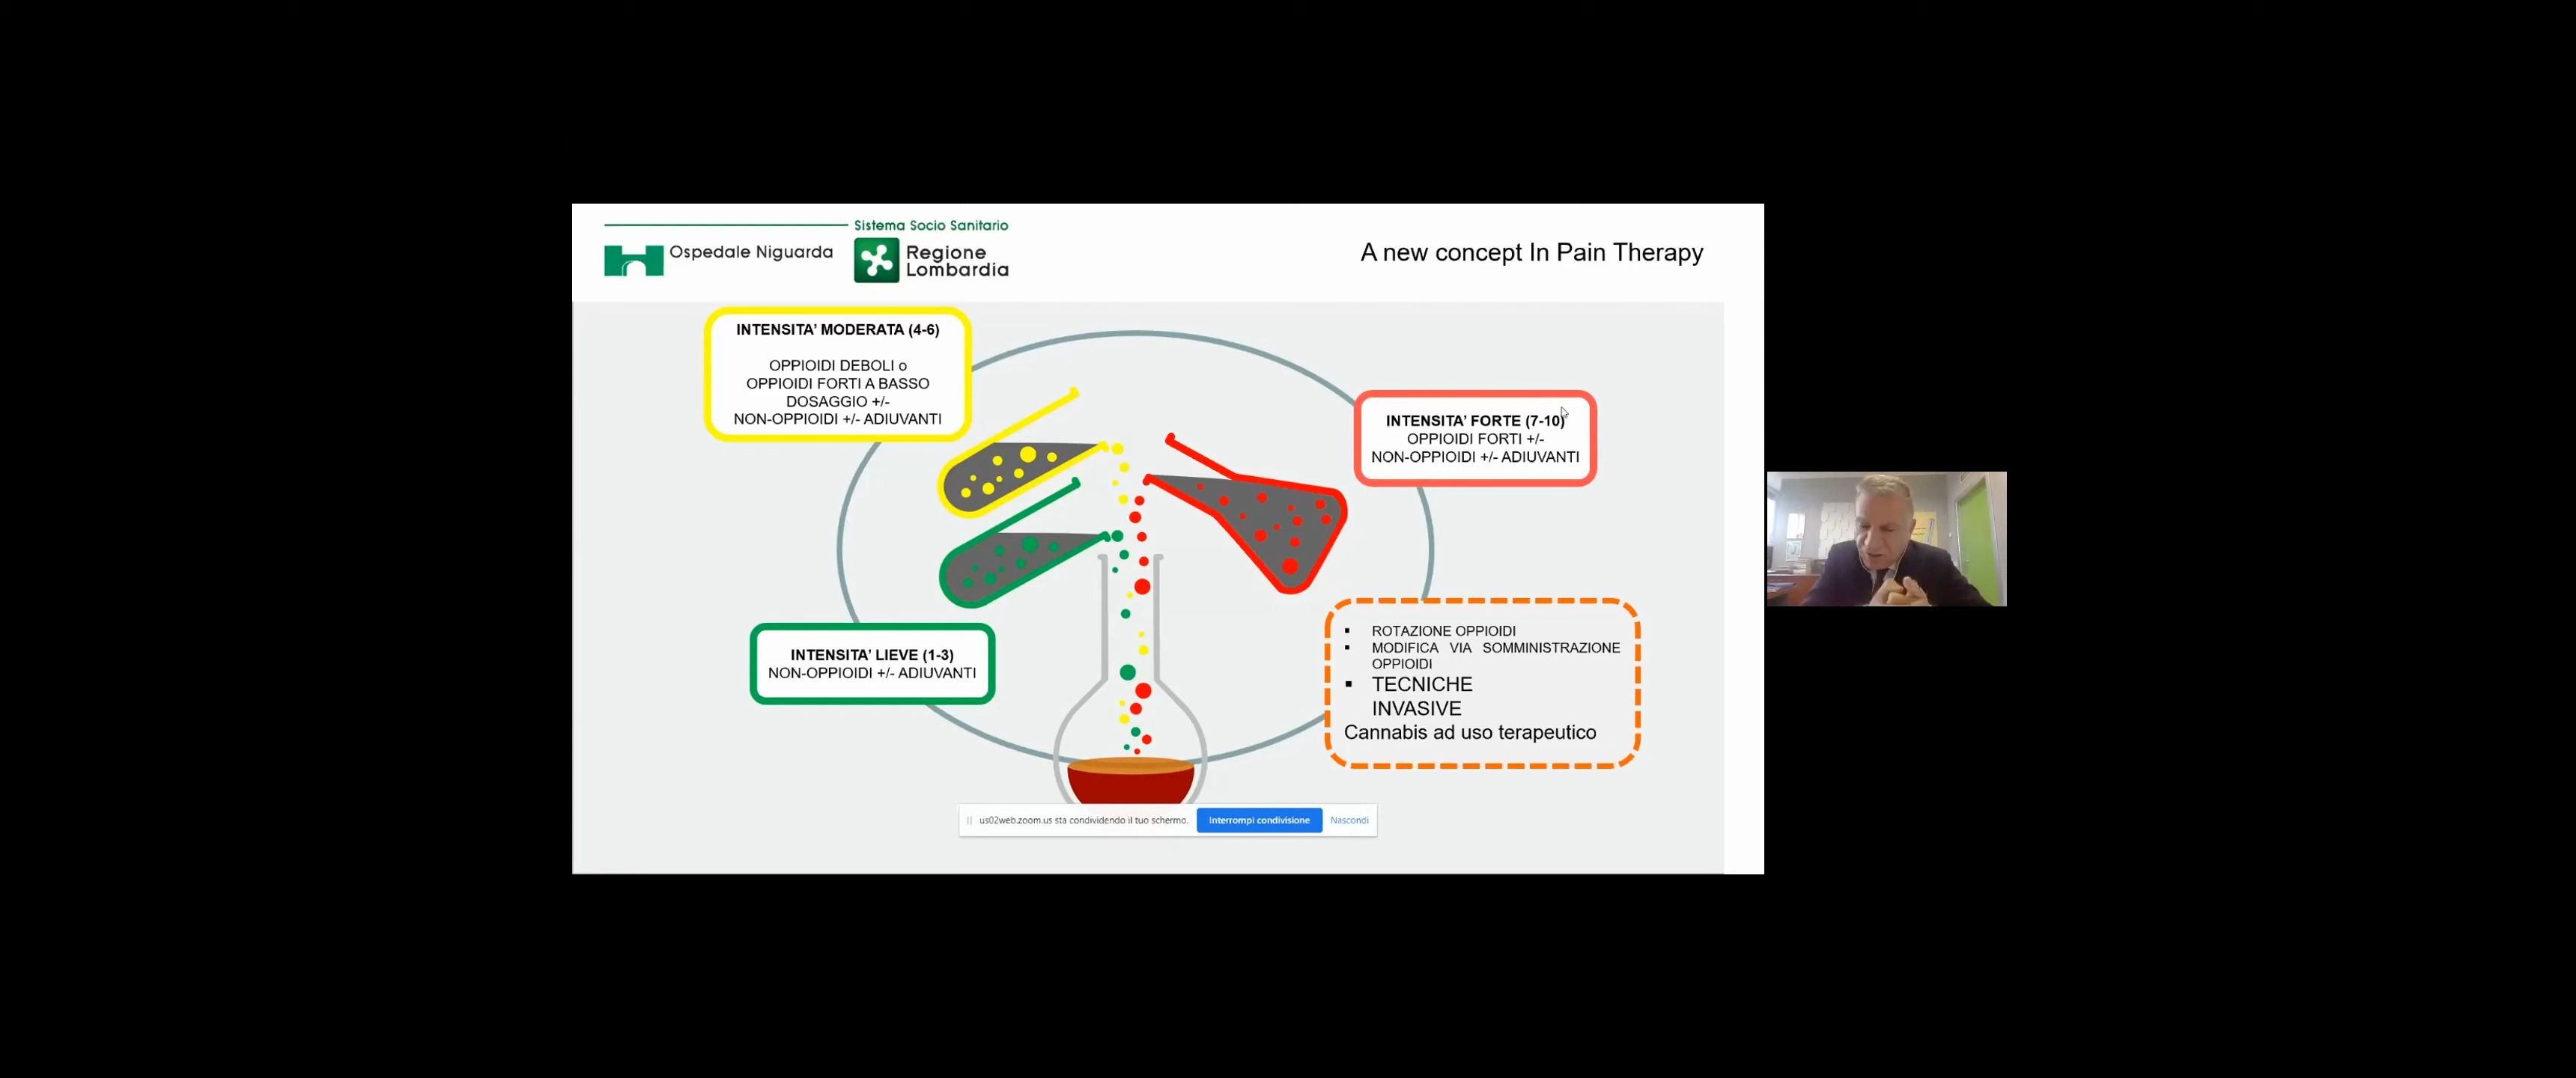 Sistema Socio Sanitario
Ospedale Niguarda
Regione
Lombardia
A new concept In Pain Therapy
INTENSITA’ MODERATA (4-6)
OPPIOIDI DEBOLI o
OPPIOIDI FORTI A BASSO
DOSAGGIO +/-
NON-OPPIOIDI +/- ADIUVANTI
INTENSITA’ FORTE (7-10)
OPPIOIDI FORTI +/-
NON-OPPIOIDI +/- ADIUVANTI
INTENSITA’ LIEVE (1-3)
NON-OPPIOIDI +/- ADIUVANTI
▪ ROTAZIONE OPPIOIDI
▪ MODIFICA VIA SOMMINISTRAZIONE
OPPIOIDI
▪ TECNICHE
INVASIVE
Cannabis ad uso terapeutico
us02web.zoom.us sta condividendo il tuo schermo.
Interrompi condivisione
Nascondi